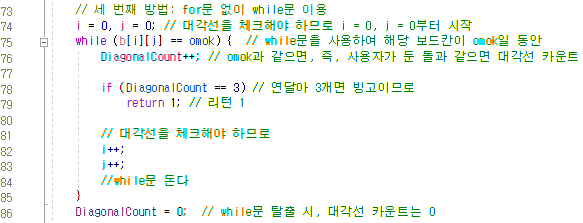 73 // 세 번째 방법: for문 없이 while문 이용
74 i = 0, j = 0; // 대각선을 체크해야 하므로 i = 0, j = 0부터 시작
75 while (b[i][j] == omok) { // while문을 사용하여 해당 보드칸이 omok일 동안
76 DiagonalCount++; // omok과 같으면, 즉, 사용자가 둔 돌과 같으면 대각선 카운트
77
78 if (DiagonalCount == 3) // 연달아 3개면 빙고이므로
79 return 1; // 리턴 1
80
81 // 대각선을 체크해야 하므로
82 i++;
83 j++;
84 //while문 돈다
85 }
86 DiagonalCount = 0; // while문 탈출 시, 대각선 카운트는 0